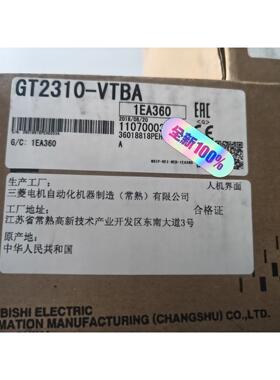 GT2310-VTBA
1EA360
EAC
2018/08/20
G/C: 1EA360
A
全新100%
生产工厂:
人机界面
三菱电机自动化机器制造（常熟）有限公司
工厂地址:
合格证
江苏省常熟高新技术产业开发区东南大道3号
原产地:
中华人民共和国
BISHI ELECTRIC
MATION MANUFACTURING (CHANGSHU)